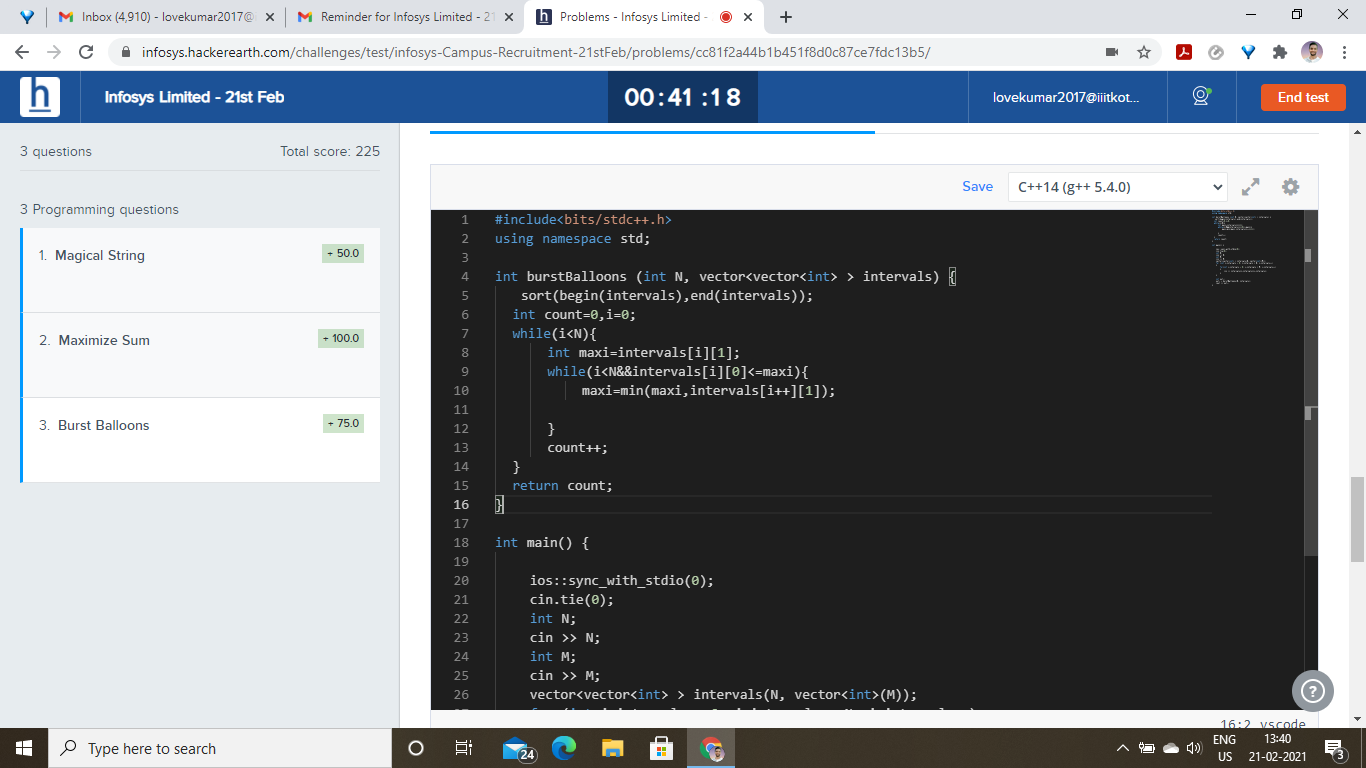 Inbox (4,910) - lovekumar2017@
Reminder for Infosys Limited - 21
Problems - Infosys Limited -
infosys.hackerearth.com/challenges/test/infosys-Campus-Recruitment-21stFeb/problems/cc81f2a44b1b451f8d0c87ce7fdc13b5/
h
Infosys Limited - 21st Feb
00:41 :18
lovekumar2017@iiitkot...
End test
3 questions
Total score: 225
3 Programming questions
1. Magical String
+ 50.0
2. Maximize Sum
+ 100.0
3. Burst Balloons
+ 75.0
Save
C++14 (g++ 5.4.0)
1 #include<bits/stdc++.h>
2 using namespace std;
3
4 int burstBalloons (int N, vector<vector<int> > intervals) {
5 sort(begin(intervals),end(intervals));
6 int count=0,i=0;
7 while(i<N){
8 int maxi=intervals[i][1];
9 while(i<N&&intervals[i][0]<=maxi){
10 maxi=min(maxi,intervals[i++][1]);
11
12 }
13 count++;
14 }
15 return count;
16 }
17
18 int main() {
19
20 ios::sync_with_stdio(0);
21 cin.tie(0);
22 int N;
23 cin >> N;
24 int M;
25 cin >> M;
26 vector<vector<int> > intervals(N, vector<int>(M));
16:2 vscode
?
Type here to search
24
ENG
US
13:40
21-02-2021
3